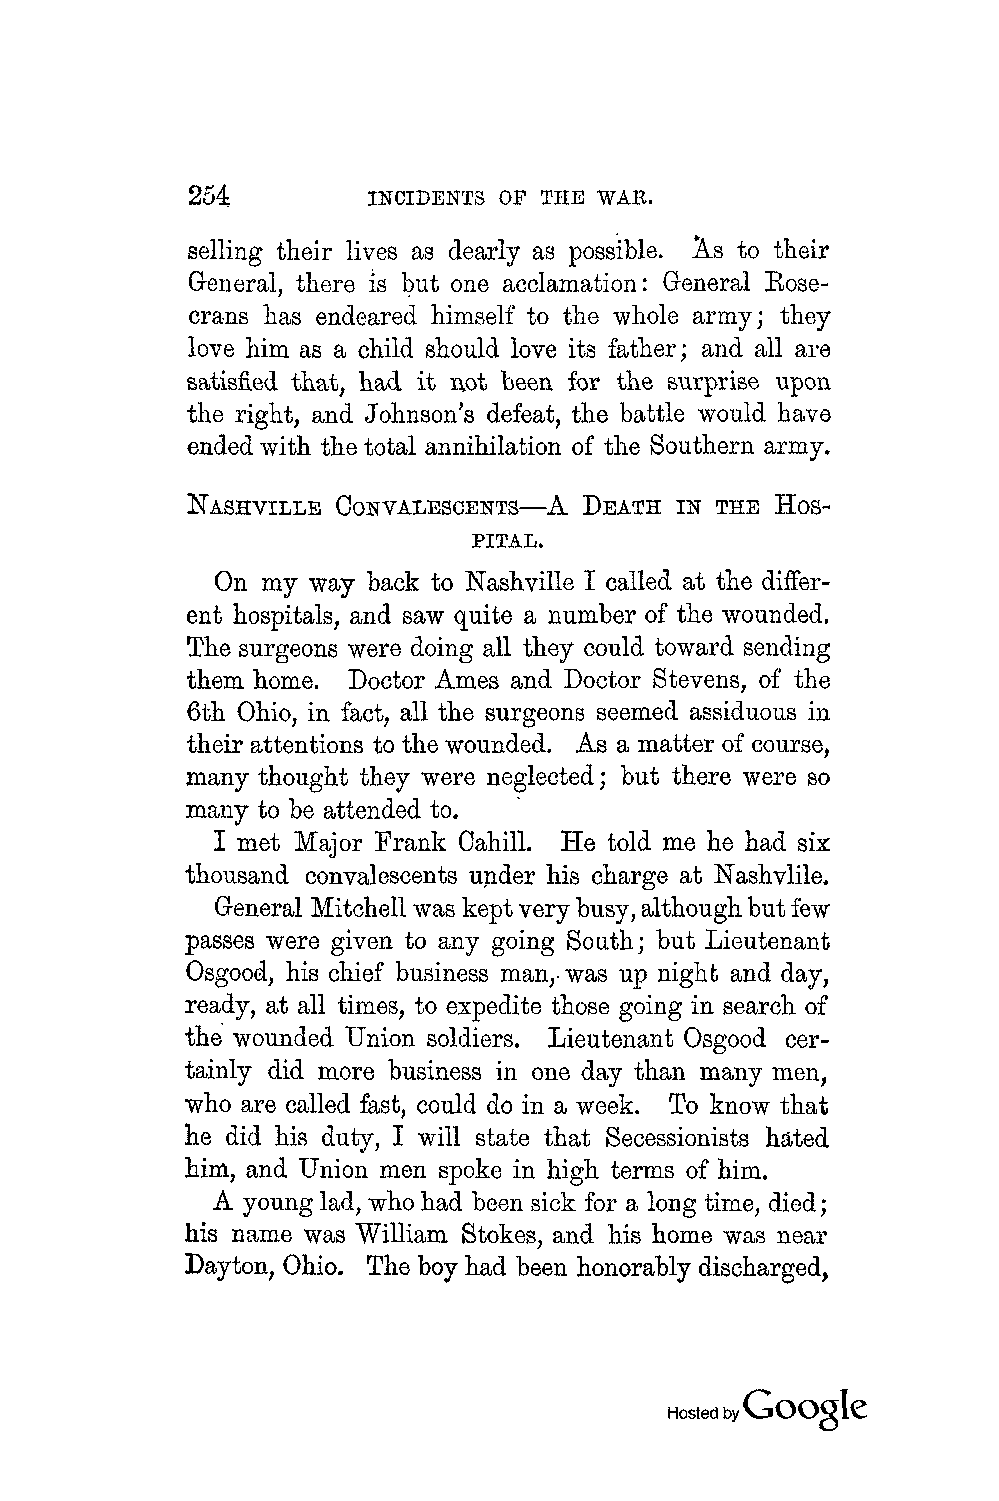 254 INCIDENTS OF THE WAR.
selling their lives as dearly as possible. As to their
General, there is but one acclamation: General Rose-
crans has endeared himself to the whole army; they
love him as a child should love its father; and all are
satisfied that, had it not been for the surprise upon
the right, and Johnson's defeat, the battle would have
ended with the total annihilation of the Southern army.
NASHVILLE CONVALESCENTS—A DEATH IN THE HOS-
PITAL.
On my way back to Nashville I called at the differ-
ent hospitals, and saw quite a number of the wounded.
The surgeons were doing all they could toward sending
them home. Doctor Ames and Doctor Stevens, of the
6th Ohio, in fact, all the surgeons seemed assiduous in
their attentions to the wounded. As a matter of course,
many thought they were neglected; but there were so
many to be attended to.
I met Major Frank Cahill. He told me he had six
thousand convalescents under his charge at Nashvlile.
General Mitchell was kept very busy, although but few
passes were given to any going South; but Lieutenant
Osgood, his chief business man, was up night and day,
ready, at all times, to expedite those going in search of
the wounded Union soldiers. Lieutenant Osgood cer-
tainly did more business in one day than many men,
who are called fast, could do in a week. To know that
he did his duty, I will state that Secessionists hated
him, and Union men spoke in high terms of him.
A young lad, who had been sick for a long time, died;
his name was William Stokes, and his home was near
Dayton, Ohio. The boy had been honorably discharged,
Hosted by Google